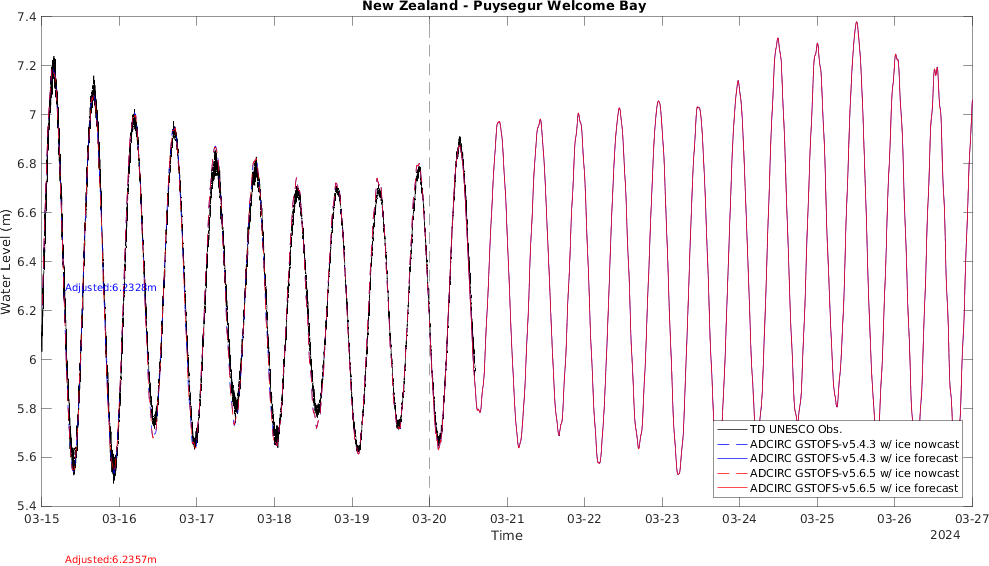 New Zealand - Puysegur Welcome Bay
Water Level (m)
7.4
7.2
7
6.8
6.6
6.4
6.2
6
5.8
5.6
5.4
Adjusted:6.2328m
TD UNESCO Obs.
ADCIRC GSTOFS-v5.4.3 w/ ice nowcast
ADCIRC GSTOFS-v5.4.3 w/ ice forecast
ADCIRC GSTOFS-v5.6.5 w/ ice nowcast
ADCIRC GSTOFS-v5.6.5 w/ ice forecast
03-15 03-16 03-17 03-18 03-19 03-20 03-21 03-22 03-23 03-24 03-25 03-26 03-27
Time
2024
Adjusted:6.2357m